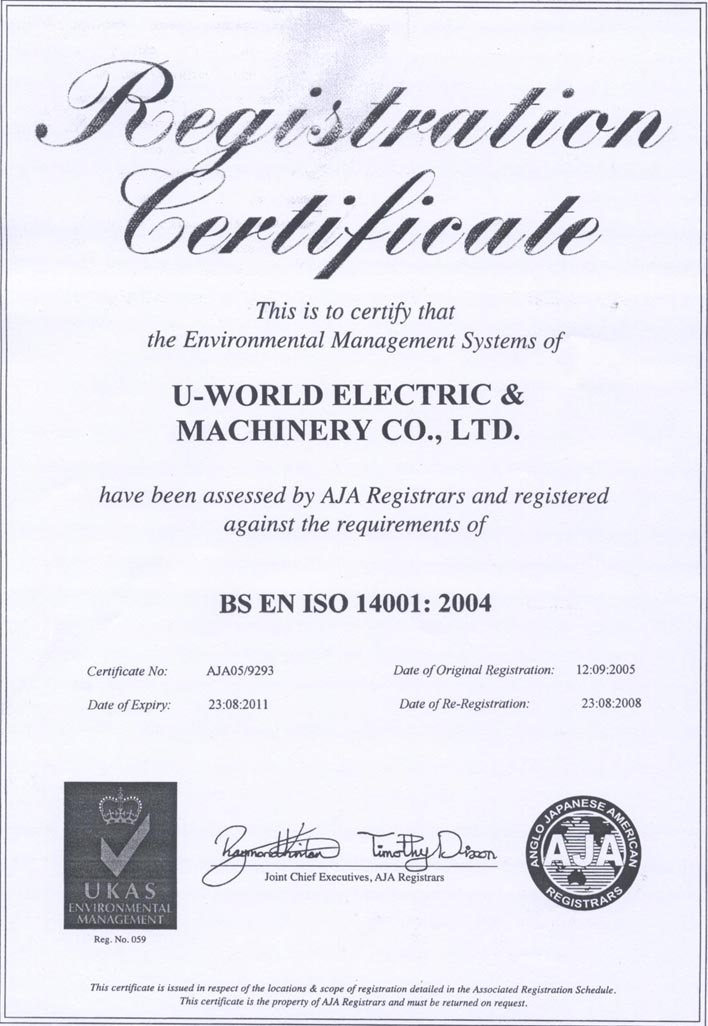 Registration
Certificate
This is to certify that
the Environmental Management Systems of
U-WORLD ELECTRIC &
MACHINERY CO., LTD.
have been assessed by AJA Registrars and registered
against the requirements of
BS EN ISO 14001: 2004
Certificate No: AJA05/9293 Date of Original Registration: 12:09:2005
Date of Expiry: 23:08:2011 Date of Re-Registration: 23:08:2008
UKAS
ENVIRONMENTAL
MANAGEMENT
Reg. No. 059
Timothy Dixon
Joint Chief Executives, AJA Registrars
ANGLO JAPANESE AMERICAN
AJA
REGISTRARS
This certificate is issued in respect of the locations & scope of registration detailed in the Associated Registration Schedule.
This certificate is the property of AJA Registrars and must be returned on request.